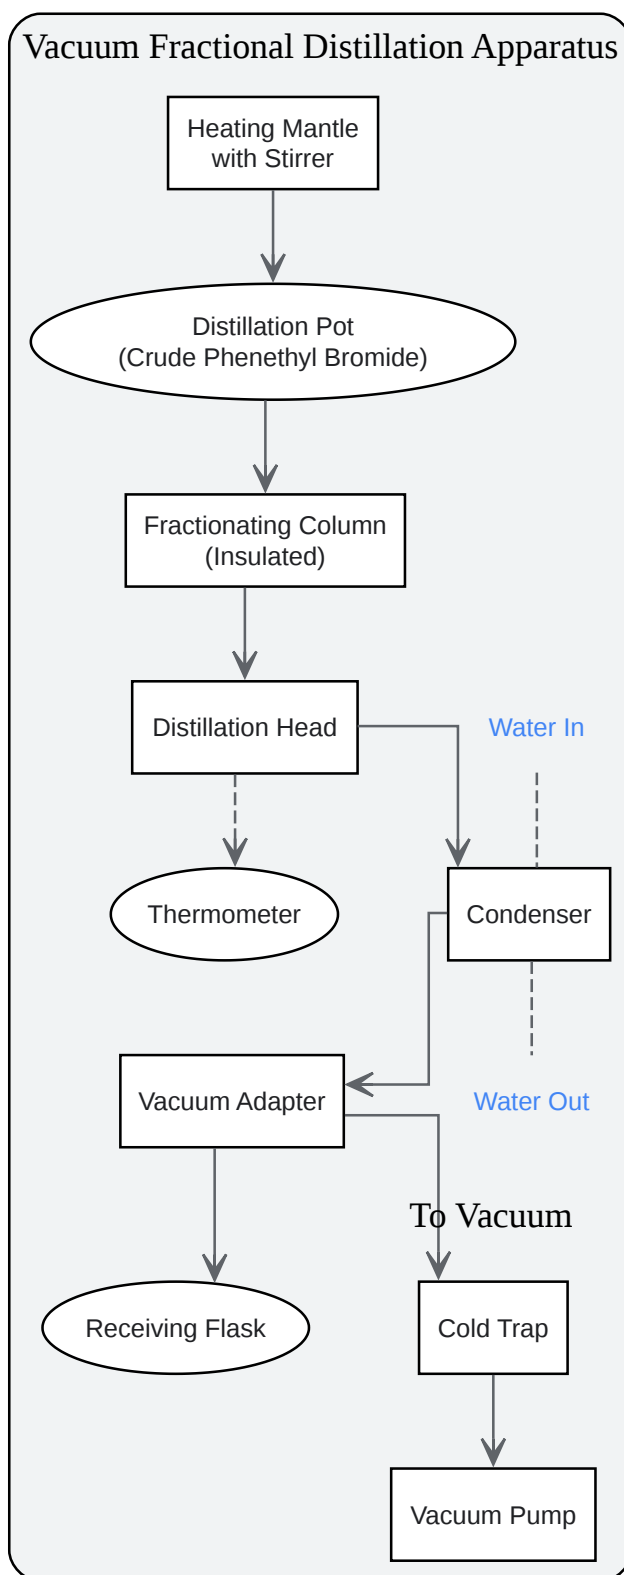 Vacuum Fractional Distillation Apparatus
Heating Mantle
with Stirrer
Distillation Pot
(Crude Phenethyl Bromide)
Fractionating Column
(Insulated)
Distillation Head
Water In
Thermometer
Condenser
Vacuum Adapter
Water Out
To Vacuum
Receiving Flask
Cold Trap
Vacuum Pump